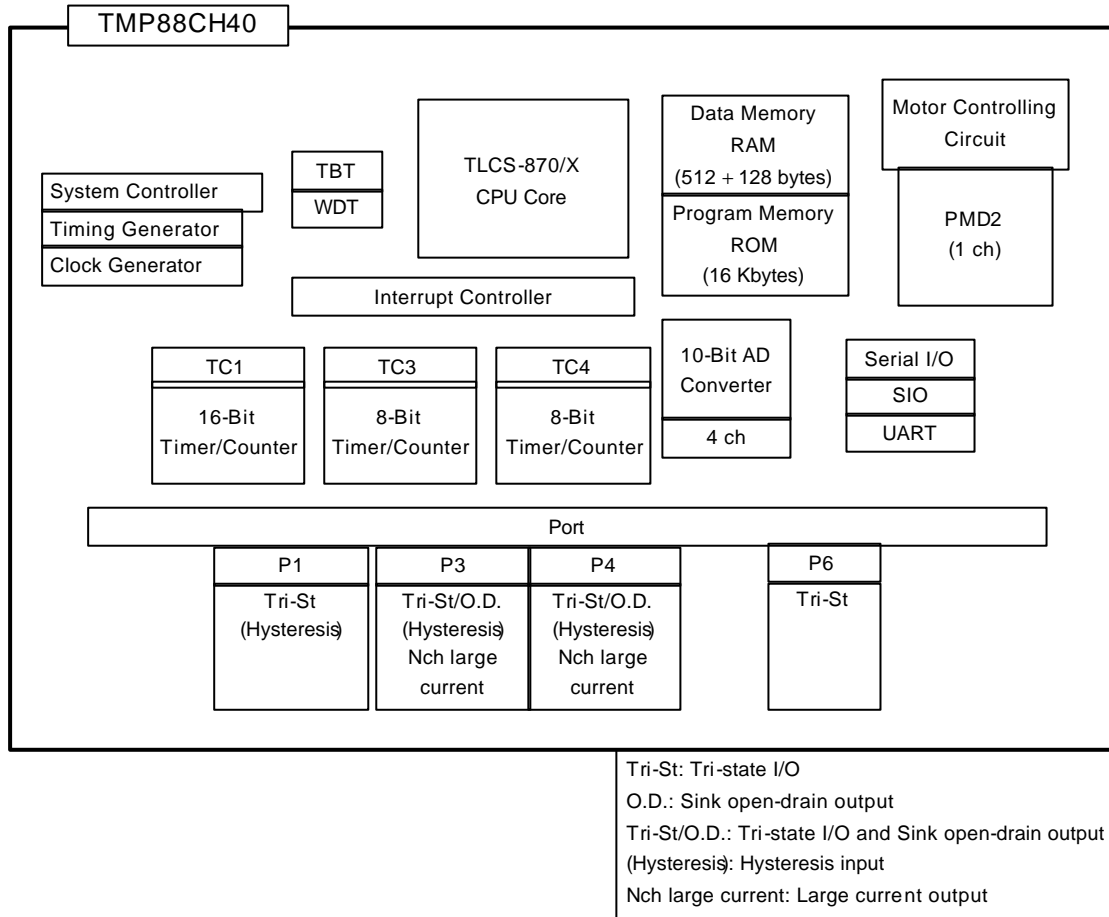 TMP88CH40
System Controller
Timing Generator
Clock Generator
TBT
WDT
TLCS-870/X
CPU Core
Interrupt Controller
Data Memory
RAM
(512 + 128 bytes)
Program Memory
ROM
(16 Kbytes)
Motor Controlling
Circuit
PMD2
(1 ch)
TC1
16-Bit
Timer/Counter
TC3
8-Bit
Timer/Counter
TC4
8-Bit
Timer/Counter
10-Bit AD
Converter
4 ch
Serial I/O
SIO
UART
Port
P1
Tri-St
(Hysteresis)
P3
Tri-St/O.D.
(Hysteresis)
Nch large
current
P4
Tri-St/O.D.
(Hysteresis)
Nch large
current
P6
Tri-St
Tri-St: Tri-state I/O
O.D.: Sink open-drain output
Tri-St/O.D.: Tri-state I/O and Sink open-drain output
(Hysteresis): Hysteresis input
Nch large current: Large current output